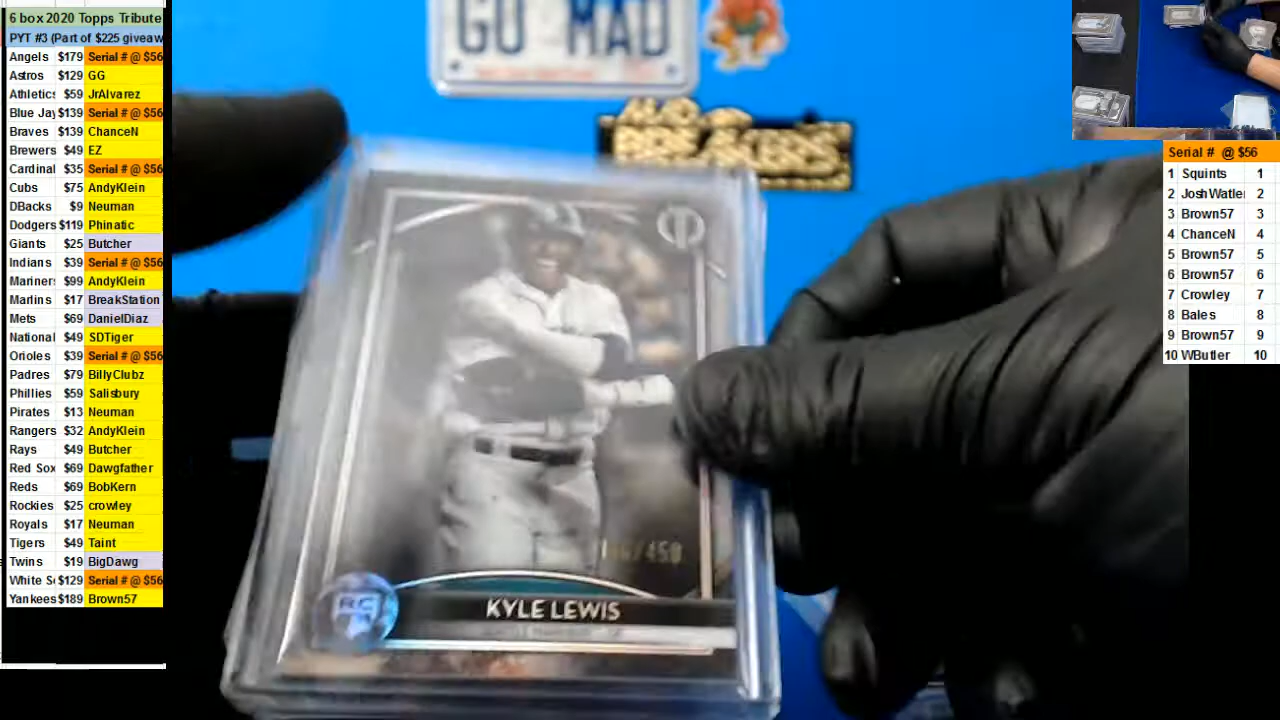 6 box 2020 Topps Tribute
PYT #3 (Part of $225 giveaw
Angels $179 Serial # @ $56
Astros $129 GG
Athletics $59 JrAlvarez
Blue Jay $139 Serial # @ $56
Braves $139 ChanceN
Brewers $49 EZ
Cardinal $35 Serial # @ $56
Cubs $75 AndyKlein
DBacks $9 Neuman
Dodgers $119 Phinatic
Giants $25 Butcher
Indians $39 Serial # @ $56
Mariners $99 AndyKlein
Marlins $17 BreakStation
Mets $69 DanielDiaz
National $49 SDTiger
Orioles $39 Serial # @ $56
Padres $79 BillyClubz
Phillies $59 Salisbury
Pirates $13 Neuman
Rangers $32 AndyKlein
Rays $49 Butcher
Red Sox $69 Dawgfather
Reds $69 BobKern
Rockies $25 crowley
Royals $17 Neuman
Tigers $49 Taint
Twins $19 BigDawg
White S $129 Serial # @ $56
Yankees $189 Brown57
GO MAD
BREAKERS
/450
RC
KYLE LEWIS
Serial # @ $56
1 Squints 1
2 JoshWatle 2
3 Brown57 3
4 ChanceN 4
5 Brown57 5
6 Brown57 6
7 Crowley 7
8 Bales 8
9 Brown57 9
10 WButler 10